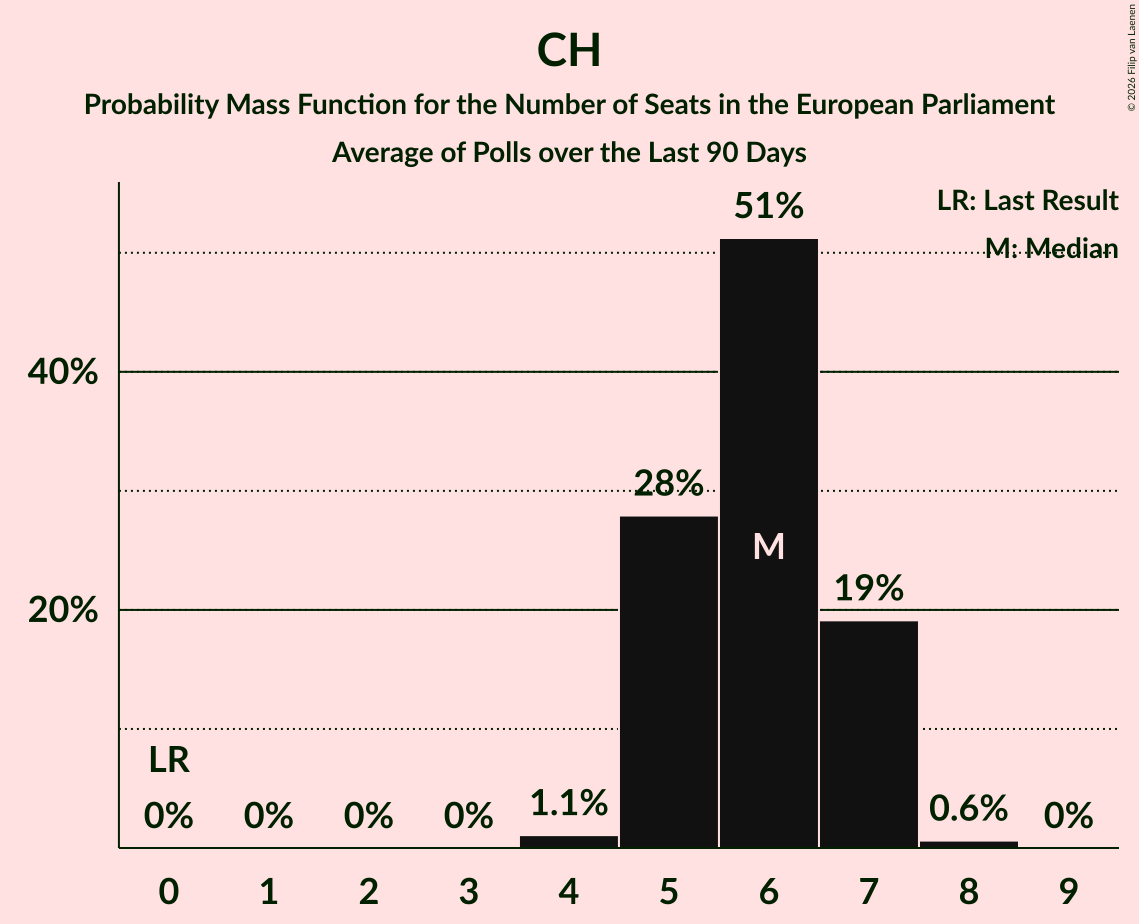 CH
Probability Mass Function for the Number of Seats in the European Parliament
Average of Polls over the Last 90 Days
© 2026 Filip van Laenen
LR: Last Result
M: Median
51%
40%
28%
M
19%
20%
LR
0% 0% 0% 0% 1.1% 0.6% 0%
0 1 2 3 4 5 6 7 8 9